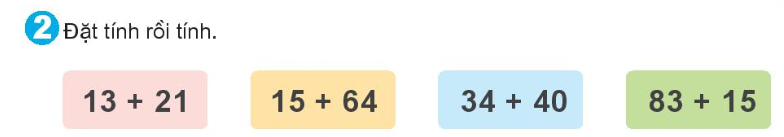 2 Đặt tính rồi tính.
13 + 21 15 + 64 34 + 40 83 + 15